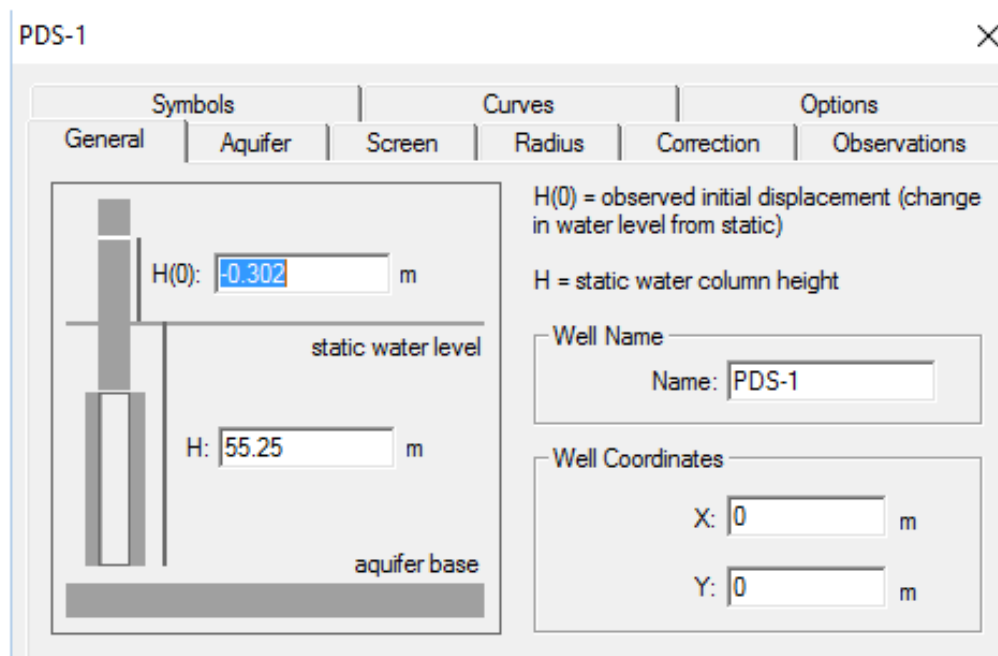 PDS-1
Symbols Curves Options
General Aquifer Screen Radius Correction Observations
H(0): -0.302 m
static water level
H: 55.25 m
aquifer base
H(0) = observed initial displacement (change
in water level from static)
H = static water column height
Well Name
Name: PDS-1
Well Coordinates
X: 0 m
Y: 0 m